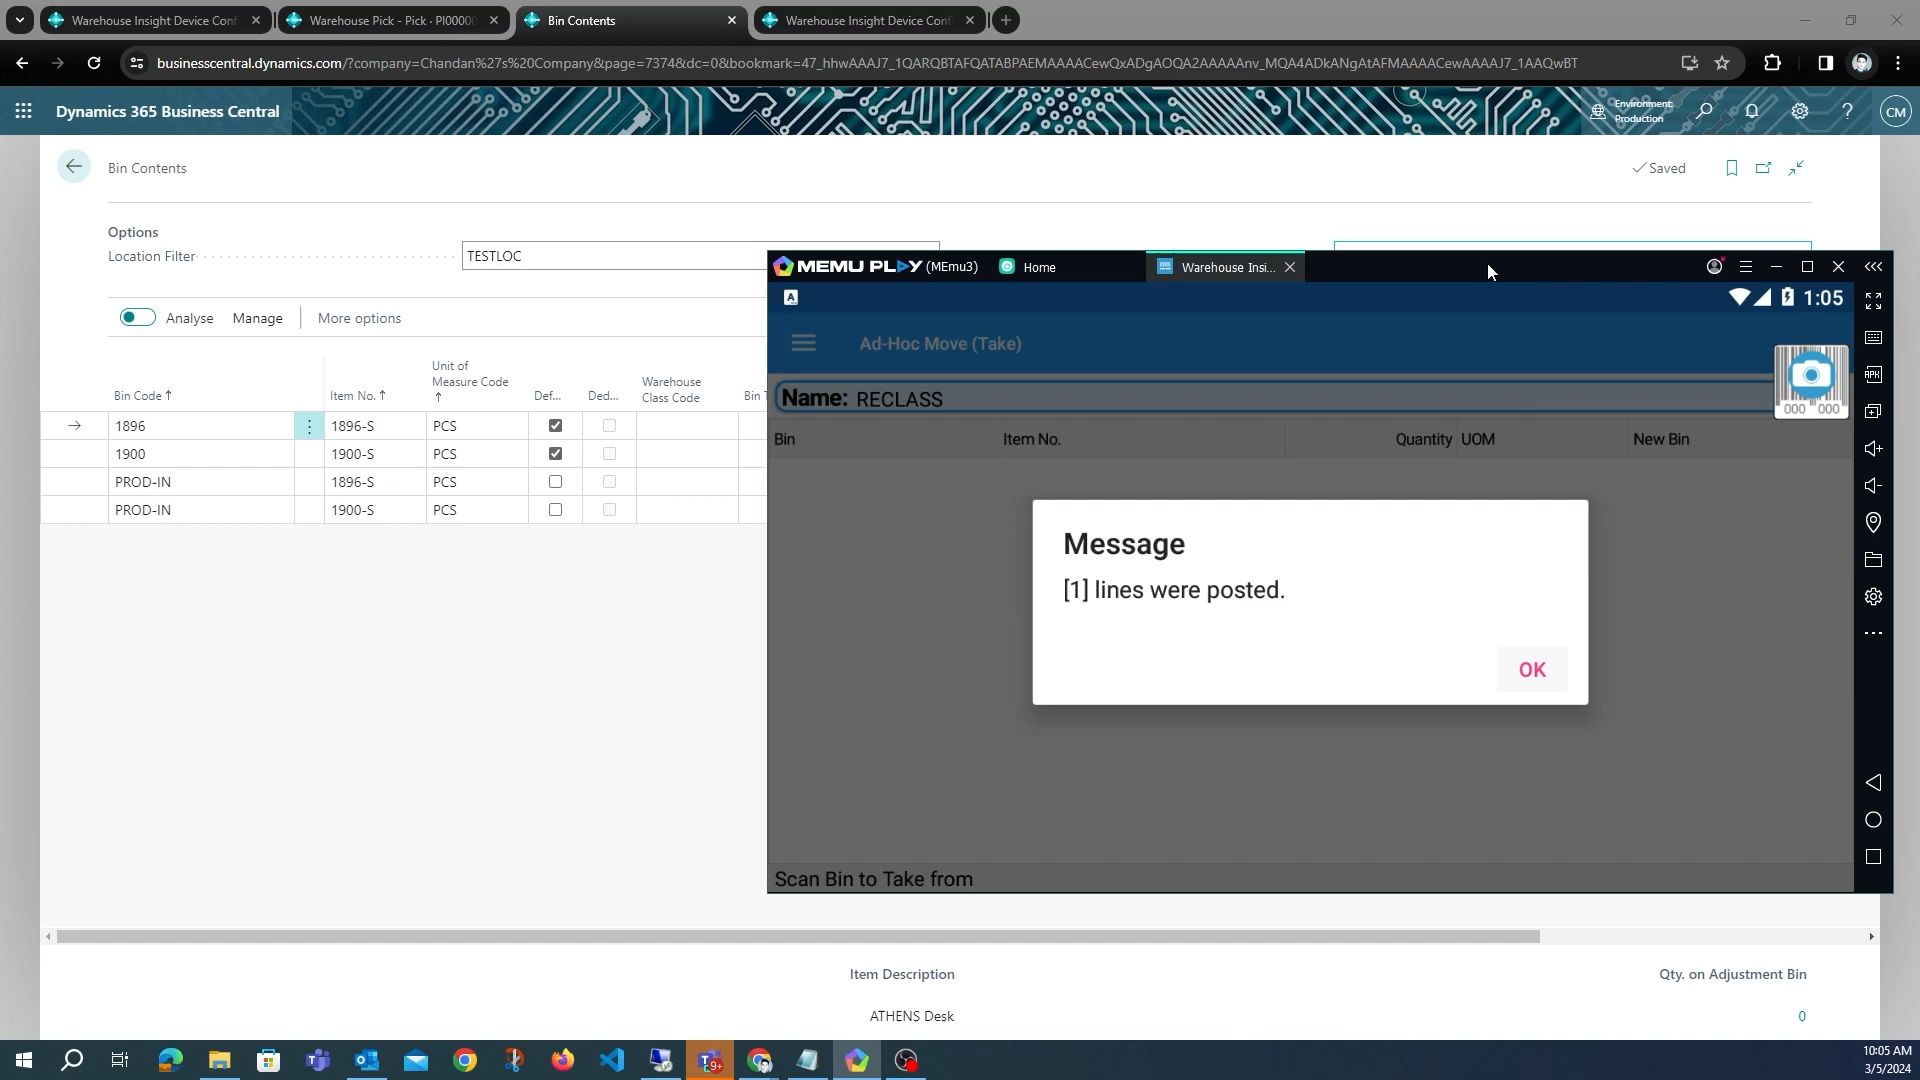 Warehouse Insight Device Conf
Warehouse Pick - Pick · PI00000
Bin Contents
Warehouse Insight Device Conf
businesscentral.dynamics.com/?company=Chandan%27s%20Company&page=7374&dc=0&bookmark=47_hhwAAAJ7_1QARQBTAFQATABPAEMAAAACewQxADgAOQA2AAAAAnv_MQA4ADkANgAtAFMAAAACewAAAAJ7_1AAQwBT
Dynamics 365 Business Central
Environment:
Production
CM
Bin Contents
Saved
Options
Location Filter
TESTLOC
MEMU PLAY (MEmu3)
Home
Warehouse Insi...
1:05
Analyse
Manage
More options
Ad-Hoc Move (Take)
APK
Name: RECLASS
000 000
Bin Code
Item No.
Unit of
Measure Code
Def...
Ded...
Warehouse
Class Code
Bin T
Bin
Item No.
Quantity
UOM
New Bin
1896
1896-S
PCS
1900
1900-S
PCS
PROD-IN
1896-S
PCS
PROD-IN
1900-S
PCS
Message
[1] lines were posted.
OK
Scan Bin to Take from
Item Description
Qty. on Adjustment Bin
ATHENS Desk
0
9+
10:05 AM
3/5/2024